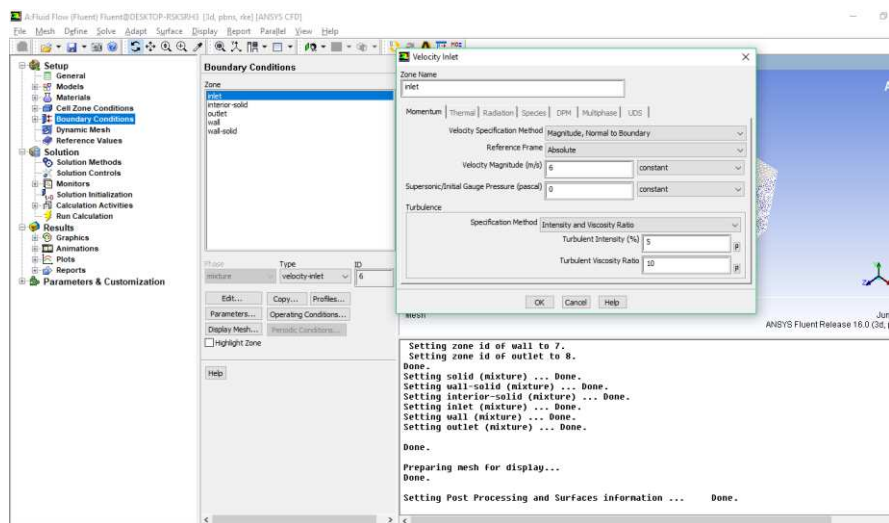 A:Fluid Flow (Fluent) Fluent@DESKTOP-RSKSRH3 [3d, pbns, rke] [ANSYS CFD]
File Mesh Define Solve Adapt Surface Display Report Parallel View Help
Setup
General
Models
Materials
Cell Zone Conditions
Boundary Conditions
Dynamic Mesh
Reference Values
Solution
Solution Methods
Solution Controls
Monitors
Solution Initialization
Calculation Activities
Run Calculation
Results
Graphics
Animations
Plots
Reports
Parameters & Customization
Boundary Conditions
Zone
inlet
interior-solid
outlet
wall
wall-solid
Phase Type ID
mixture velocity-inlet 6
Edit... Copy... Profiles...
Parameters... Operating Conditions...
Display Mesh... Periodic Conditions...
Highlight Zone
Help
Velocity Inlet
Zone Name
inlet
Momentum Thermal Radiation Species DPM Multiphase UDS
Velocity Specification Method Magnitude, Normal to Boundary
Reference Frame Absolute
Velocity Magnitude (m/s) 6 constant
Supersonic/Initial Gauge Pressure (pascal) 0 constant
Turbulence
Specification Method Intensity and Viscosity Ratio
Turbulent Intensity (%) 5 P
Turbulent Viscosity Ratio 10 P
OK Cancel Help
Z
Mesh Jun
ANSYS Fluent Release 16.0 (3d, p
Setting zone id of wall to 7.
Setting zone id of outlet to 8.
Done.
Setting solid (mixture) ... Done.
Setting wall-solid (mixture) ... Done.
Setting interior-solid (mixture) ... Done.
Setting inlet (mixture) ... Done.
Setting wall (mixture) ... Done.
Setting outlet (mixture) ... Done.
Done.
Preparing mesh for display...
Done.
Setting Post Processing and Surfaces information ... Done.